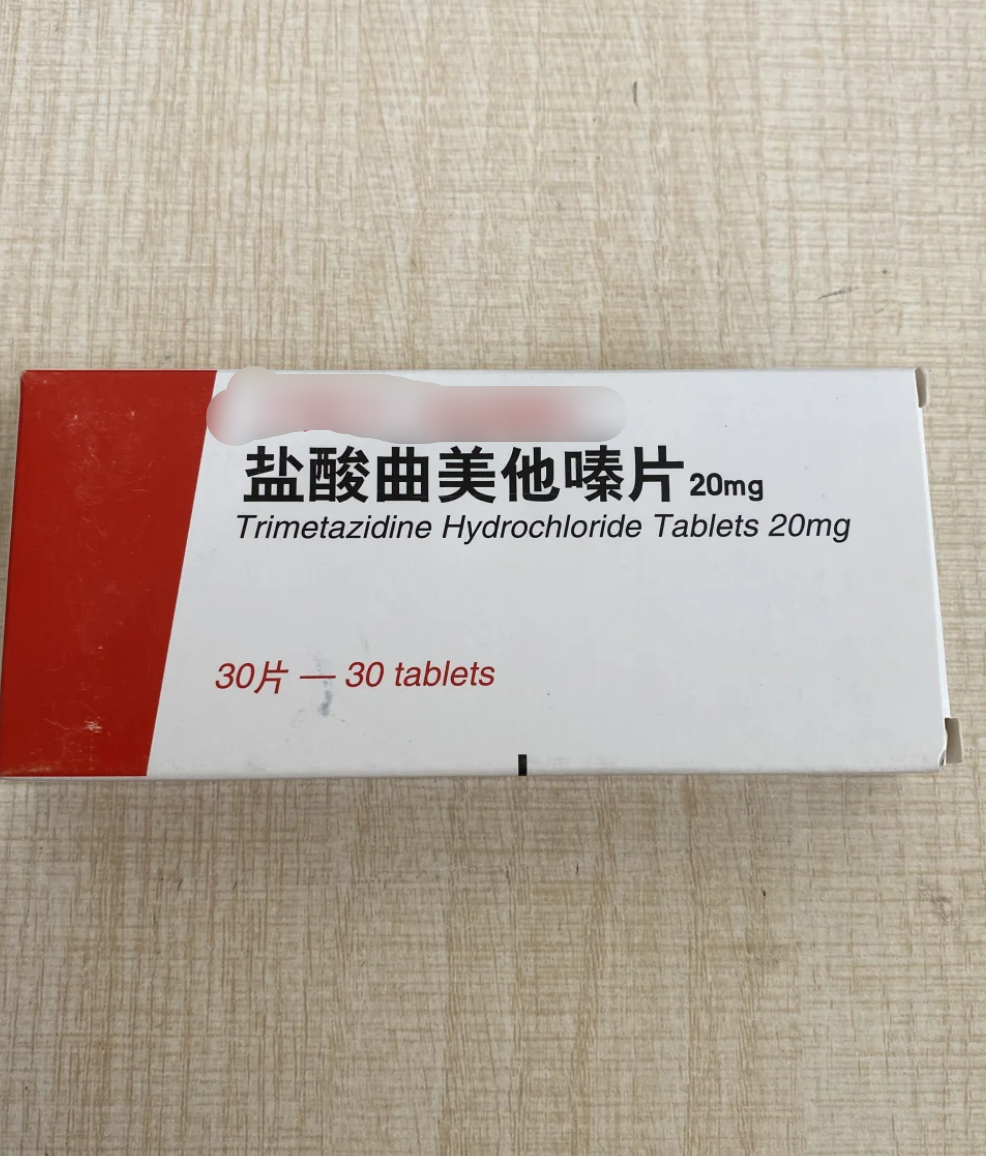 盐酸曲美他嗪片20mg
Trimetazidine Hydrochloride Tablets 20mg
30片 — 30 tablets